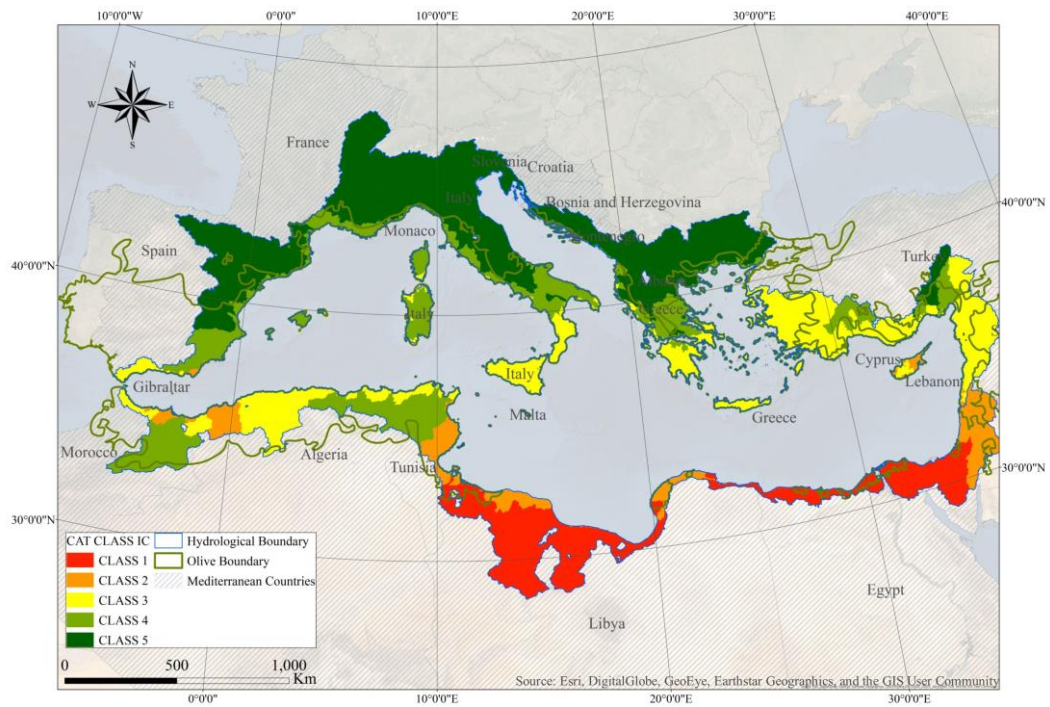 10°0'0"W 0°0'0" 10°0'0"E 20°0'0"E 30°0'0"E 40°0'0"E
N
W E
S
France
Slovenia
Croatia
Italy
Bosnia and Herzegovina
40°0'0"N
Spain
Monaco
Montenegro
40°0'0"N
Turkey
Albania
Italy
Greece
Cyprus
Italy
Lebanon
Gibraltar
Malta
Greece
Morocco
Algeria
Tunisia
30°0'0"N
30°0'0"N
Egypt
Libya
CAT CLASS IC
CLASS 1
CLASS 2
CLASS 3
CLASS 4
CLASS 5
Hydrological Boundary
Olive Boundary
Mediterranean Countries
0 500 1,000
Km
Source: Esri, DigitalGlobe, GeoEye, Earthstar Geographics, and the GIS User Community
0°0'0" 10°0'0"E 20°0'0"E 30°0'0"E